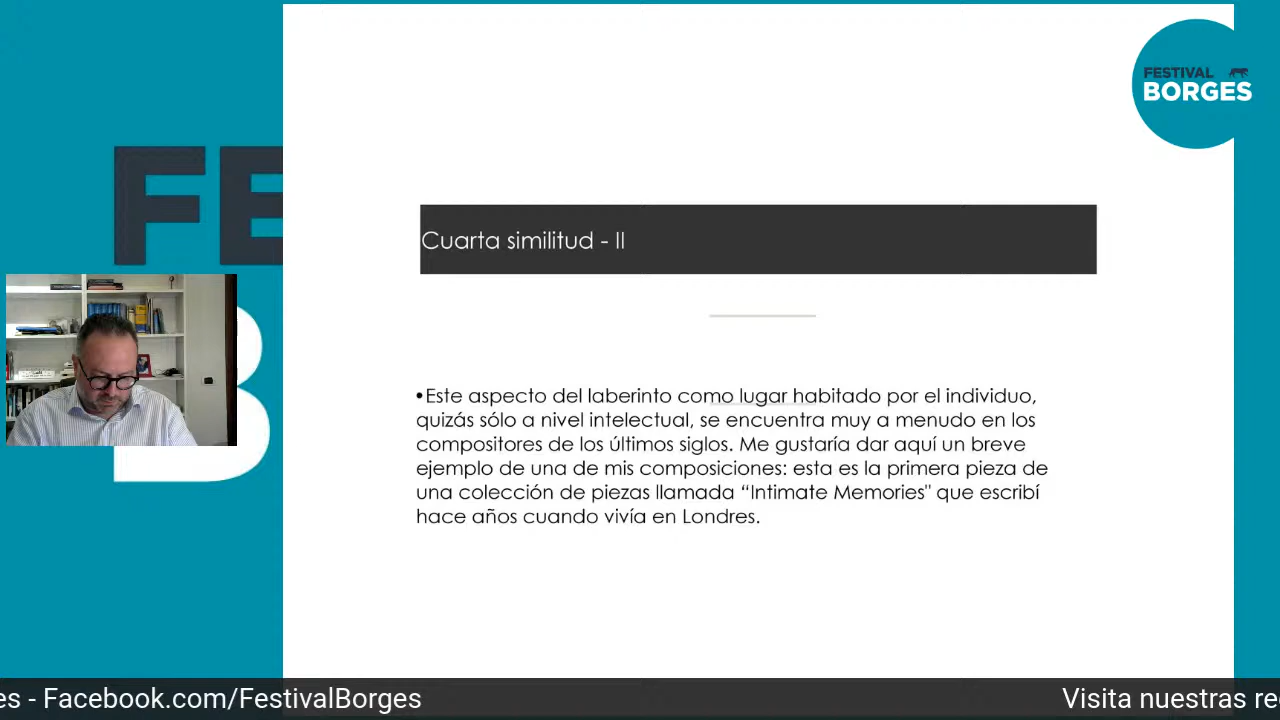 FESTIVAL
BORGES
FE
B
Cuarta similitud - II
•Este aspecto del laberinto como lugar habitado por el individuo,
quizás sólo a nivel intelectual, se encuentra muy a menudo en los
compositores de los últimos siglos. Me gustaría dar aquí un breve
ejemplo de una de mis composiciones: esta es la primera pieza de
una colección de piezas llamada “Intimate Memories" que escribí
hace años cuando vivía en Londres.
es - Facebook.com/FestivalBorges
Visita nuestras re